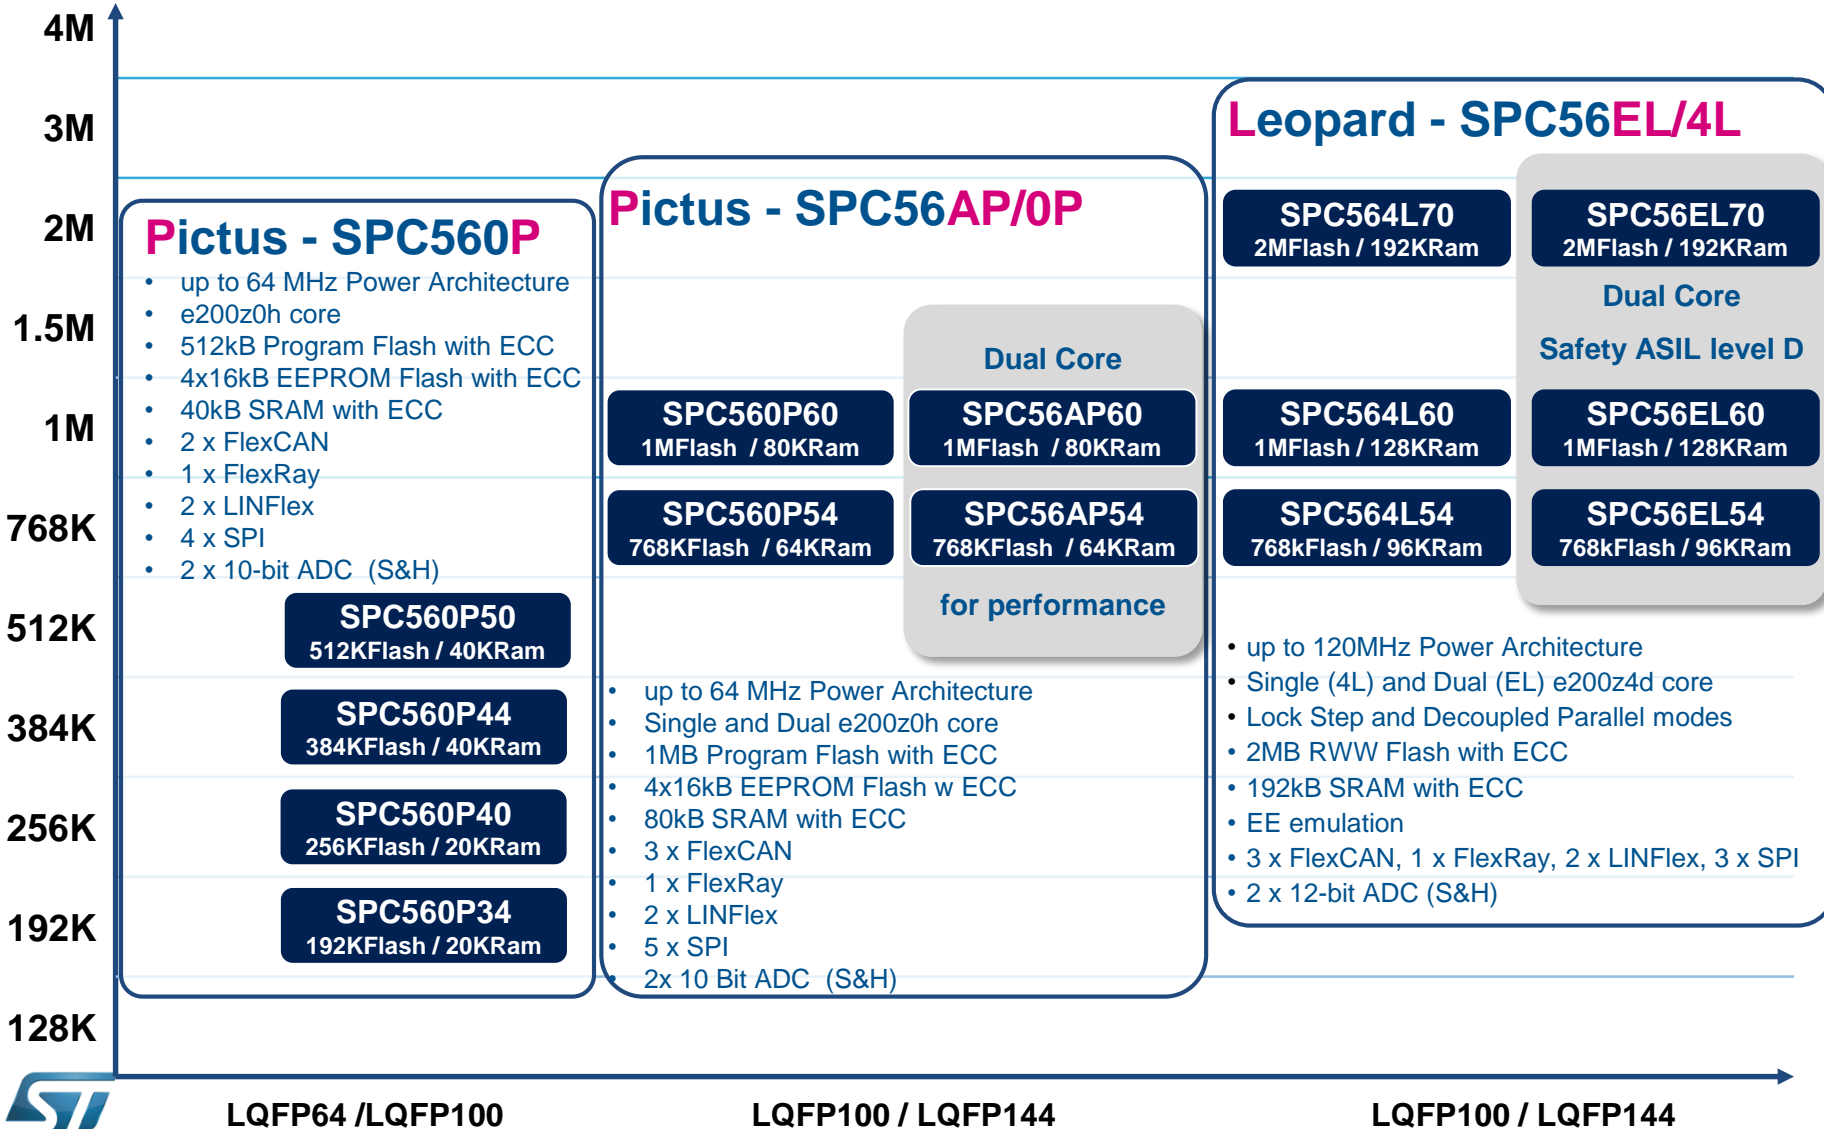 4M
3M
2M
1.5M
1M
768K
512K
384K
256K
192K
128K
Pictus - SPC560P
• up to 64 MHz Power Architecture
• e200z0h core
• 512kB Program Flash with ECC
• 4x16kB EEPROM Flash with ECC
• 40kB SRAM with ECC
• 2 x FlexCAN
• 1 x FlexRay
• 2 x LINFlex
• 4 x SPI
• 2 x 10-bit ADC (S&H)
SPC560P50
512KFlash / 40KRam
SPC560P44
384KFlash / 40KRam
SPC560P40
256KFlash / 20KRam
SPC560P34
192KFlash / 20KRam
LQFP64 /LQFP100
Pictus - SPC56AP/0P
Dual Core
SPC560P60
1MFlash / 80KRam
SPC56AP60
1MFlash / 80KRam
SPC560P54
768KFlash / 64KRam
SPC56AP54
768KFlash / 64KRam
for performance
• up to 64 MHz Power Architecture
• Single and Dual e200z0h core
• 1MB Program Flash with ECC
• 4x16kB EEPROM Flash w ECC
• 80kB SRAM with ECC
• 3 x FlexCAN
• 1 x FlexRay
• 2 x LINFlex
• 5 x SPI
• 2x 10 Bit ADC (S&H)
LQFP100 / LQFP144
Leopard - SPC56EL/4L
SPC564L70
2MFlash / 192KRam
SPC56EL70
2MFlash / 192KRam
Dual Core
Safety ASIL level D
SPC564L60
1MFlash / 128KRam
SPC56EL60
1MFlash / 128KRam
SPC564L54
768kFlash / 96KRam
SPC56EL54
768kFlash / 96KRam
• up to 120MHz Power Architecture
• Single (4L) and Dual (EL) e200z4d core
• Lock Step and Decoupled Parallel modes
• 2MB RWW Flash with ECC
• 192kB SRAM with ECC
• EE emulation
• 3 x FlexCAN, 1 x FlexRay, 2 x LINFlex, 3 x SPI
• 2 x 12-bit ADC (S&H)
LQFP100 / LQFP144
ST